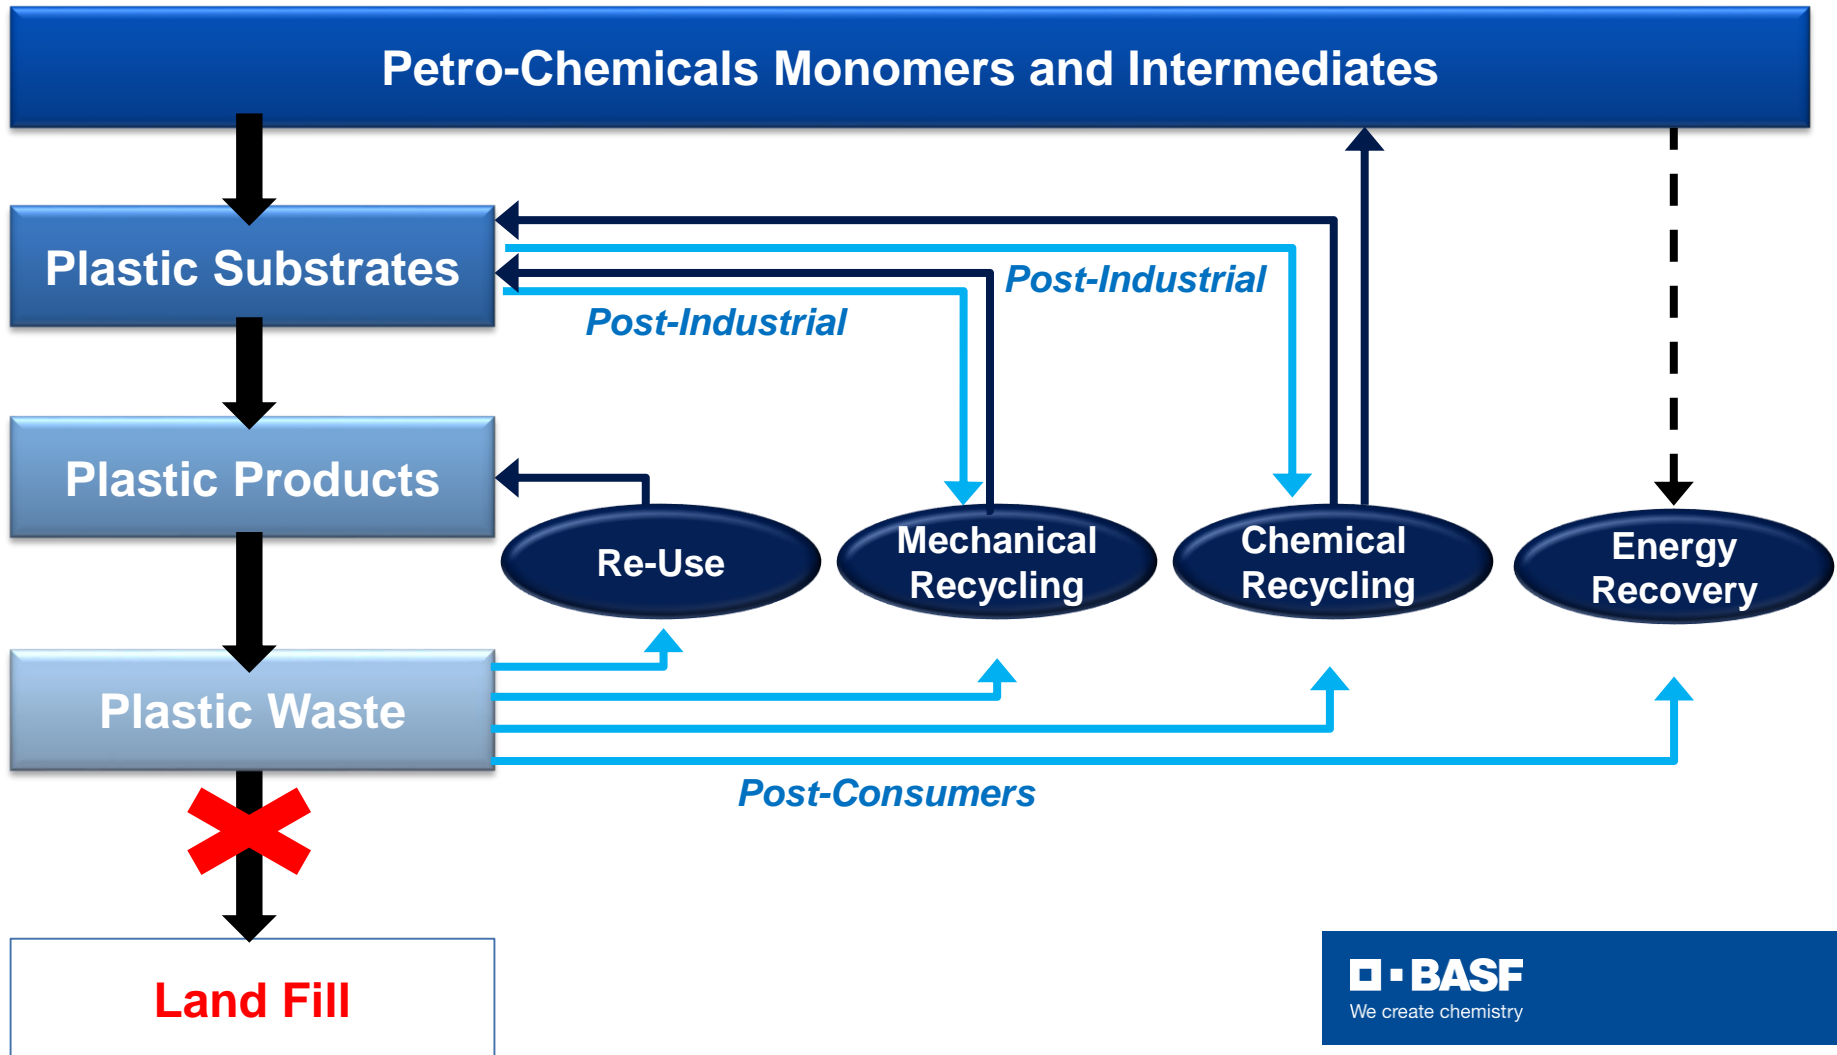 Petro-Chemicals Monomers and Intermediates
Plastic Substrates
Post-Industrial
Post-Industrial
Plastic Products
Re-Use
Mechanical
Recycling
Chemical
Recycling
Energy
Recovery
Plastic Waste
Post-Consumers
Land Fill
BASF
We create chemistry